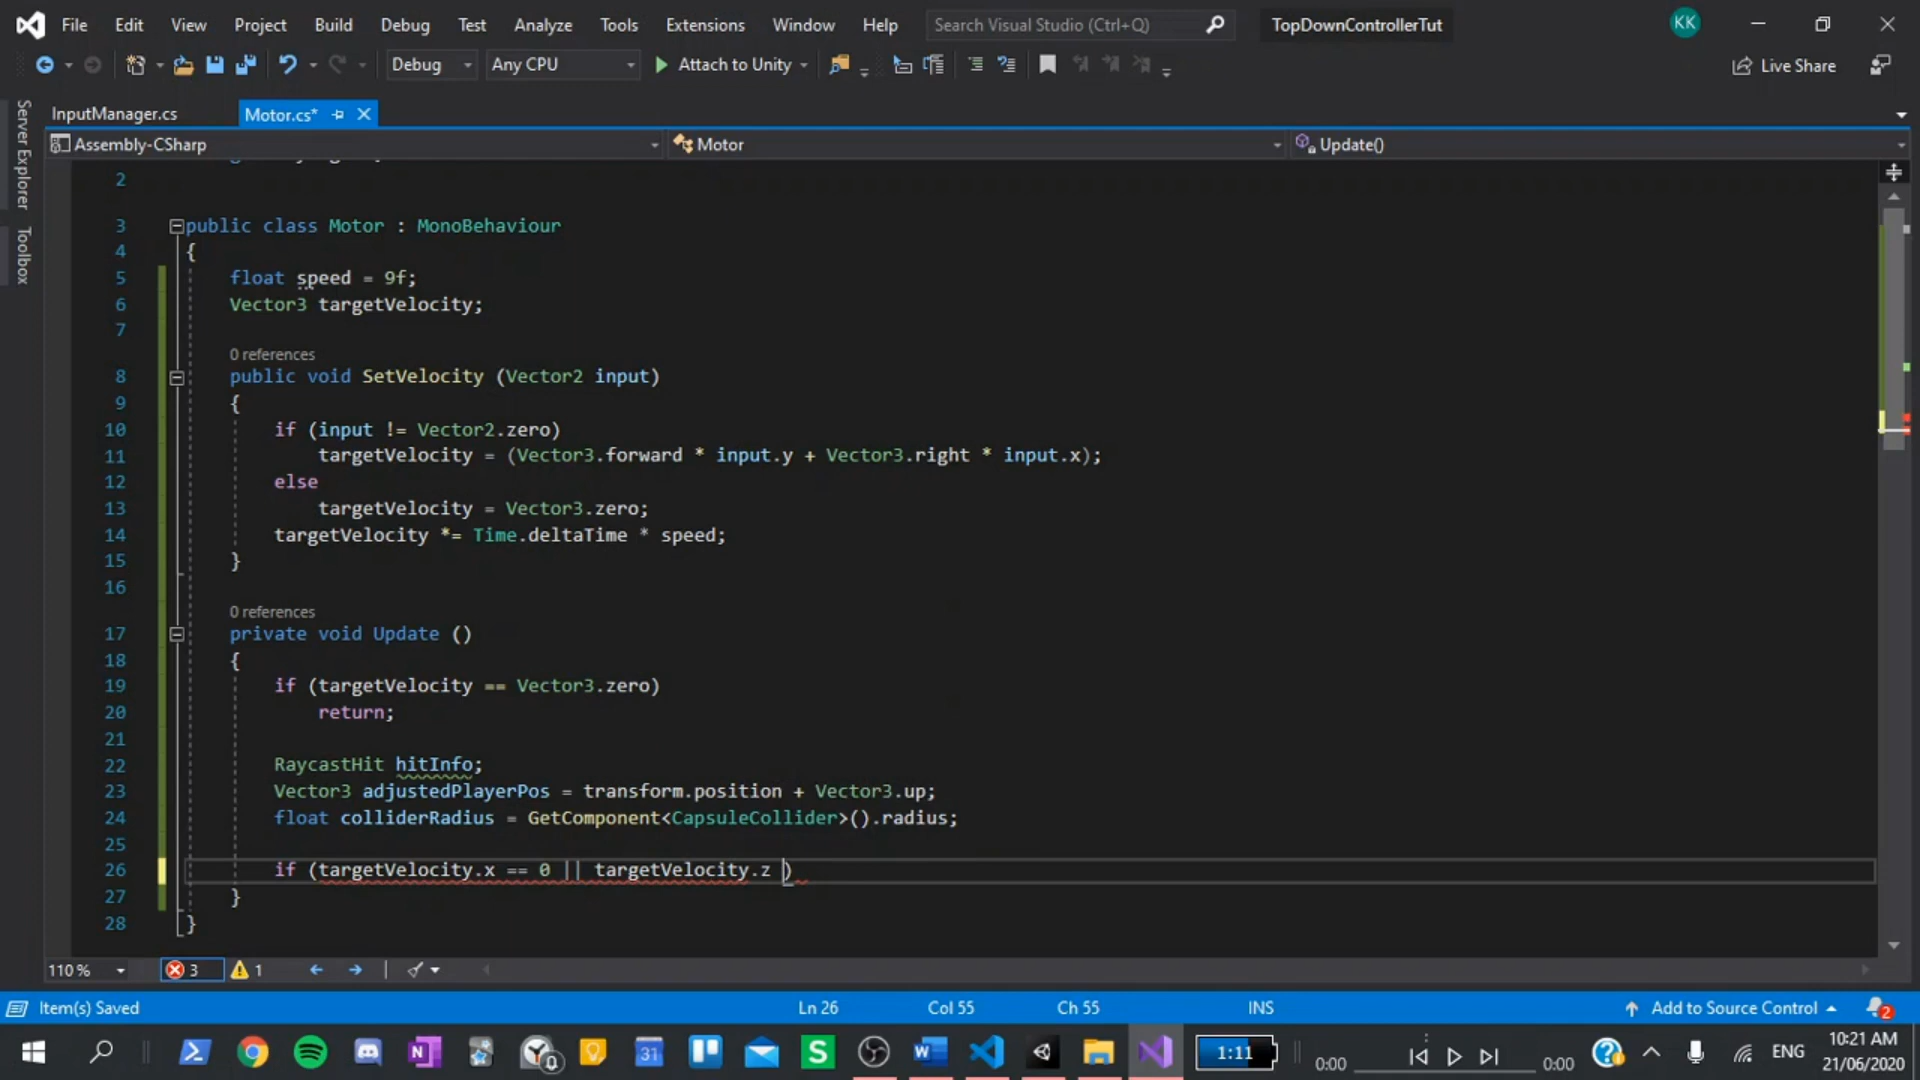 File Edit View Project Build Debug Test Analyze Tools Extensions Window Help Search Visual Studio (Ctrl+Q) TopDownControllerTut KK
Debug Any CPU Attach to Unity Live Share
InputManager.cs Motor.cs*
Assembly-CSharp Motor Update()
Server Explorer
Toolbox
2
3 public class Motor : MonoBehaviour
4 {
5 float speed = 9f;
6 Vector3 targetVelocity;
7
0 references
8 public void SetVelocity (Vector2 input)
9 {
10 if (input != Vector2.zero)
11 targetVelocity = (Vector3.forward * input.y + Vector3.right * input.x);
12 else
13 targetVelocity = Vector3.zero;
14 targetVelocity *= Time.deltaTime * speed;
15 }
16
0 references
17 private void Update ()
18 {
19 if (targetVelocity == Vector3.zero)
20 return;
21
22 RaycastHit hitInfo;
23 Vector3 adjustedPlayerPos = transform.position + Vector3.up;
24 float colliderRadius = GetComponent<CapsuleCollider>().radius;
25
26 if (targetVelocity.x == 0 || targetVelocity.z )
27 }
28 }
110 % 3 1
Item(s) Saved Ln 26 Col 55 Ch 55 INS Add to Source Control 2
31 1:11 0:00 0:00 ENG 10:21 AM
21/06/2020